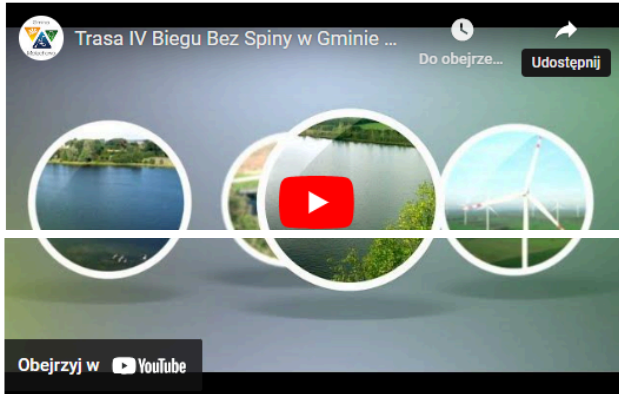 Trasa IV Biegu Bez Spiny w Gminie ...
Do obejrze...
Udostępnij
Obejrzyj w YouTube